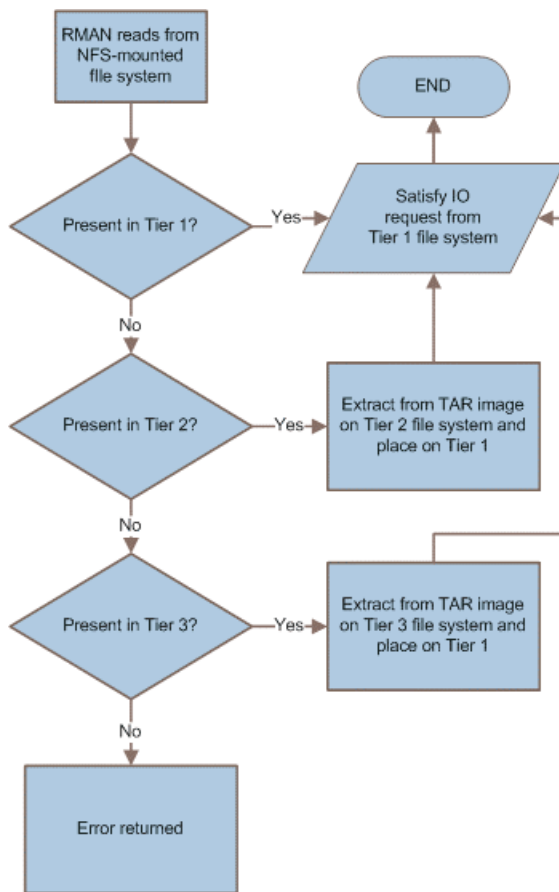 RMAN reads from
NFS-mounted
file system
END
Present in Tier 1?
Yes
Satisfy IO
request from
Tier 1 file system
No
Present in Tier 2?
Yes
Extract from TAR image
on Tier 2 file system and
place on Tier 1
No
Present in Tier 3?
Yes
Extract from TAR image
on Tier 3 file system and
place on Tier 1
No
Error returned